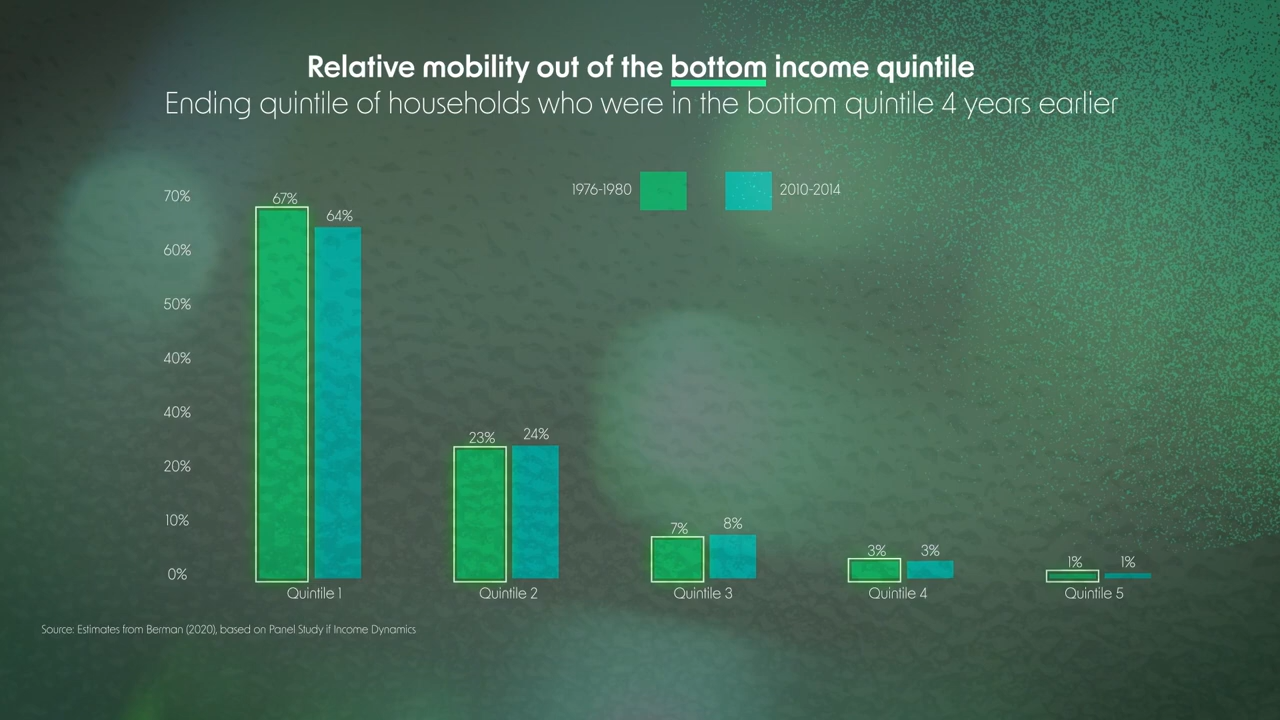 Relative mobility out of the bottom income quintile
Ending quintile of households who were in the bottom quintile 4 years earlier
1976-1980
2010-2014
70%
60%
50%
40%
40%
20%
10%
0%
67%
64%
23%
24%
7%
8%
3%
3%
1%
1%
Quintile 1
Quintile 2
Quintile 3
Quintile 4
Quintile 5
Source: Estimates from Berman (2020), based on Panel Study if Income Dynamics